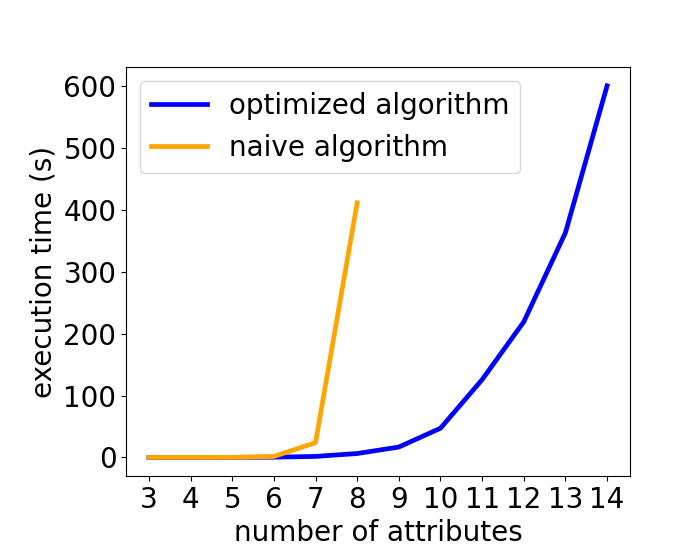 optimized algorithm
naive algorithm
execution time (s)
600
500
400
300
200
100
0
3 4 5 6 7 8 9 10 11 12 13 14
number of attributes